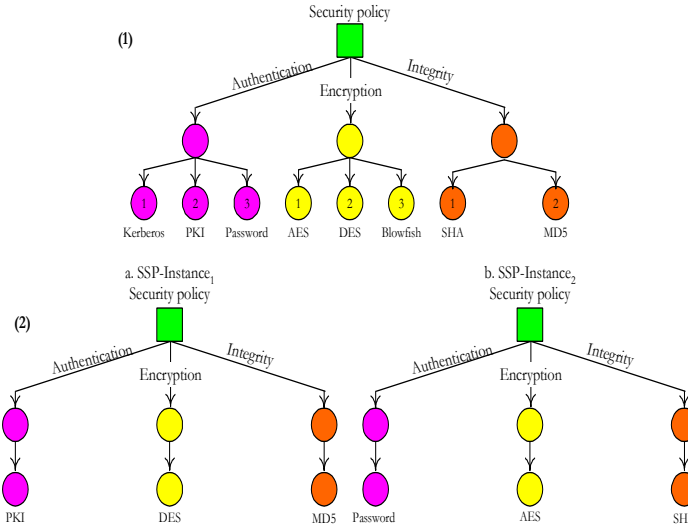 Security policy
(1)
Authentication
Integrity
Encryption
1 2 3 1 2 3 1 2
Kerberos PKI Password AES DES Blowfish SHA MD5
a. SSP-Instance1
Security policy
b. SSP-Instance2
Security policy
(2)
Authentication
Integrity
Encryption
Authentication
Integrity
Encryption
PKI DES MD5
Password AES SH